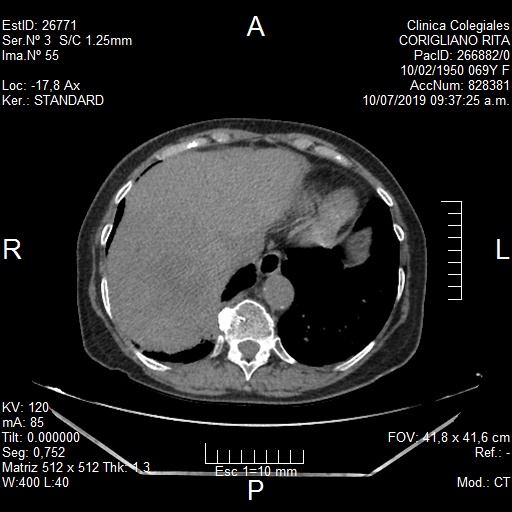 EstID: 26771
Ser.Nº 3 S/C 1.25mm
Ima.Nº 55
Loc: -17,8 Ax
Ker.: STANDARD
A
Clinica Colegiales
CORIGLIANO RITA
PacID: 266882/0
10/02/1950 069Y F
AccNum: 828381
10/07/2019 09:37:25 a.m.
R
L
KV: 120
mA: 85
Tilt: 0.000000
Seg: 0,752
Matriz 512 x 512 Thk: 1.3
W:400 L:40
Esc 1=10 mm
P
FOV: 41,8 x 41,6 cm
Ref.: -
Mod.: CT